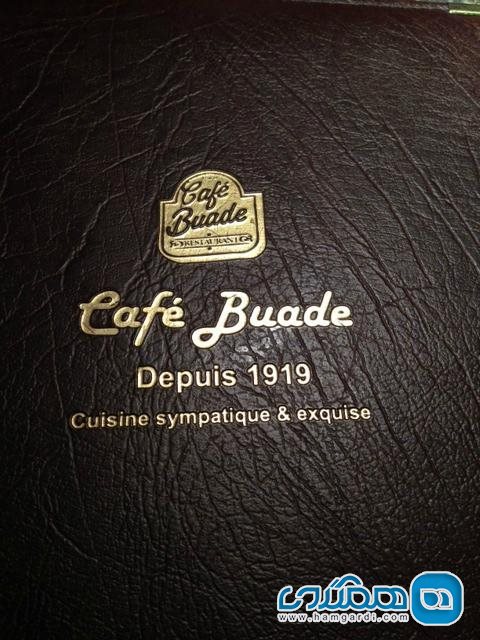 Café
Buade
RESTAURANT
Café Buade
Depuis 1919
Cuisine sympatique & exquise
همگردی
www.hamgardi.com